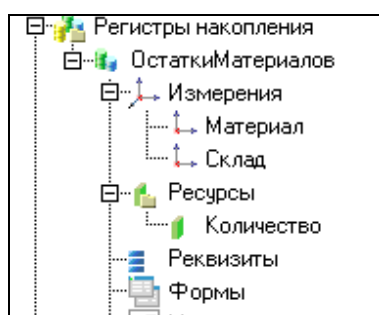 Регистры накопления
ОстаткиМатериалов
Измерения
Материал
Склад
Ресурсы
Количество
Реквизиты
Формы